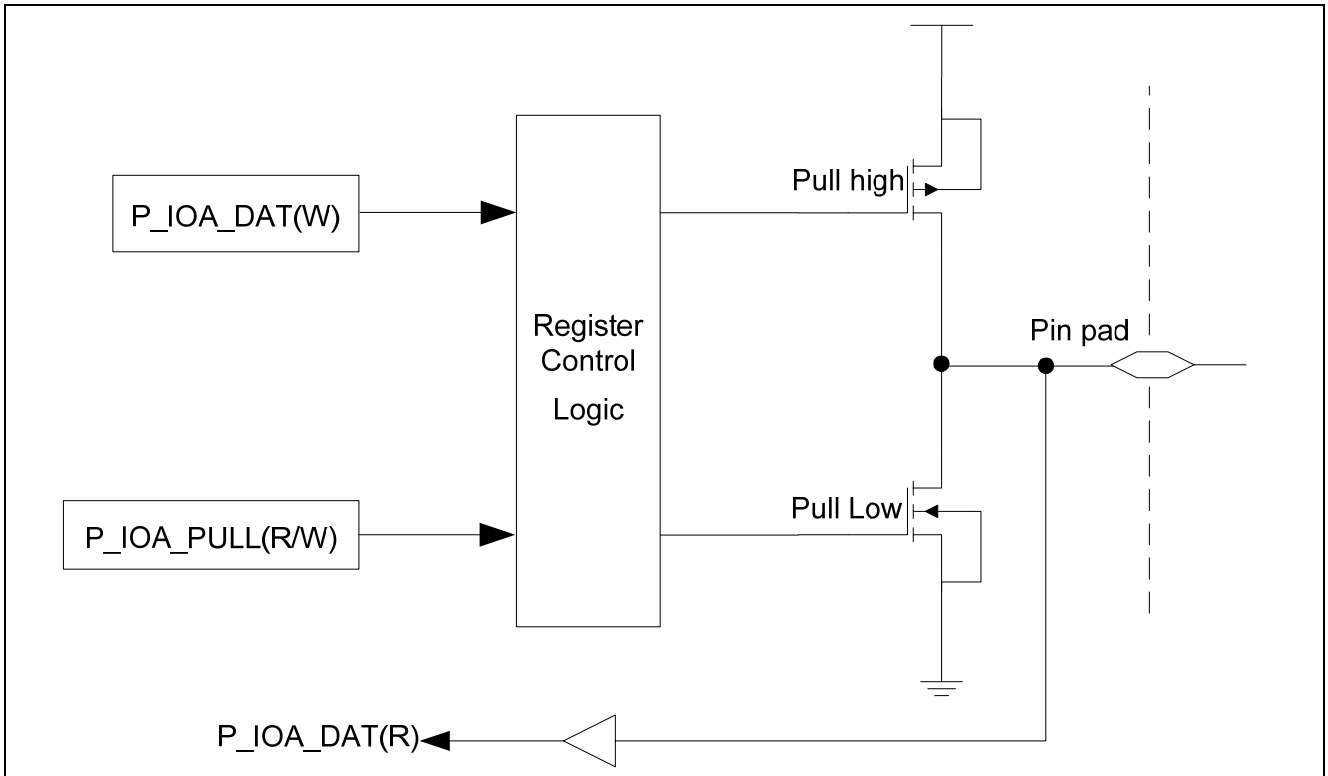 Pull high
P_IOA_DAT(W)
Register
Control
Logic
Pin pad
Pull Low
P_IOA_PULL(R/W)
P_IOA_DAT(R)